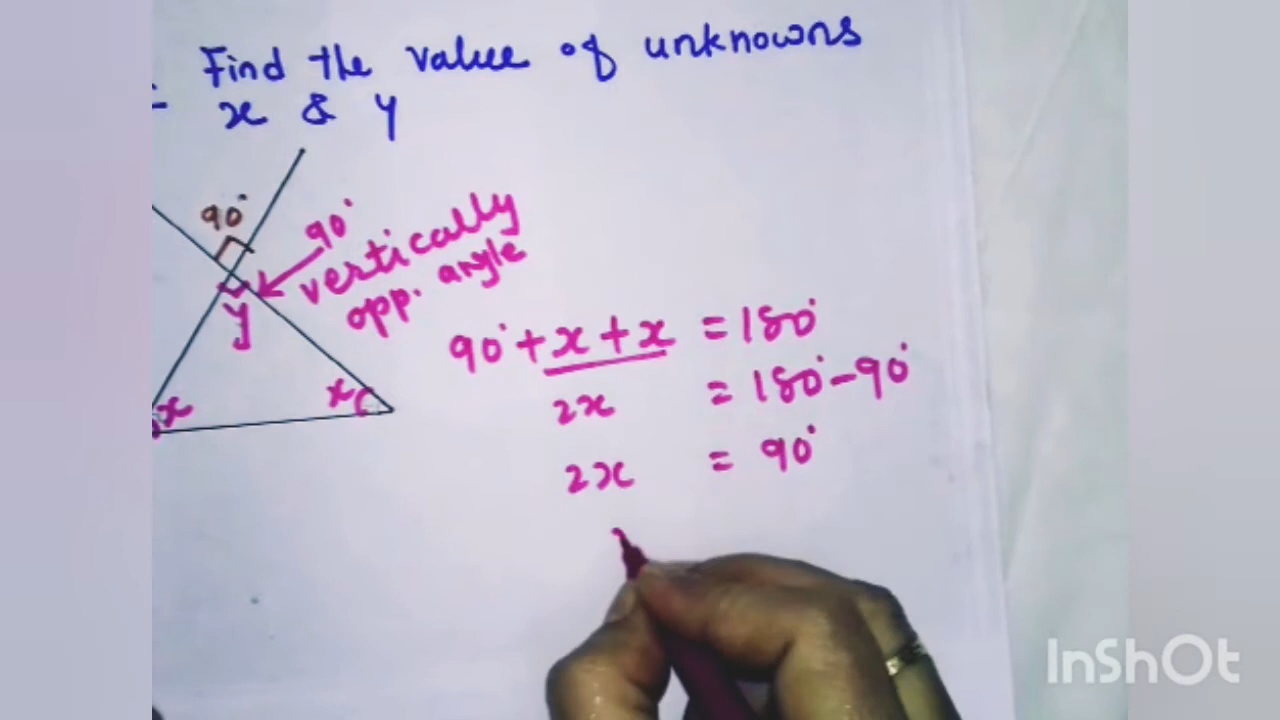 Find the value of unknowns
x & y
90°
90°
vertically
opp. angle
y
x
x
90° + x + x = 180°
2x = 180° - 90°
2x = 90°
InShOt